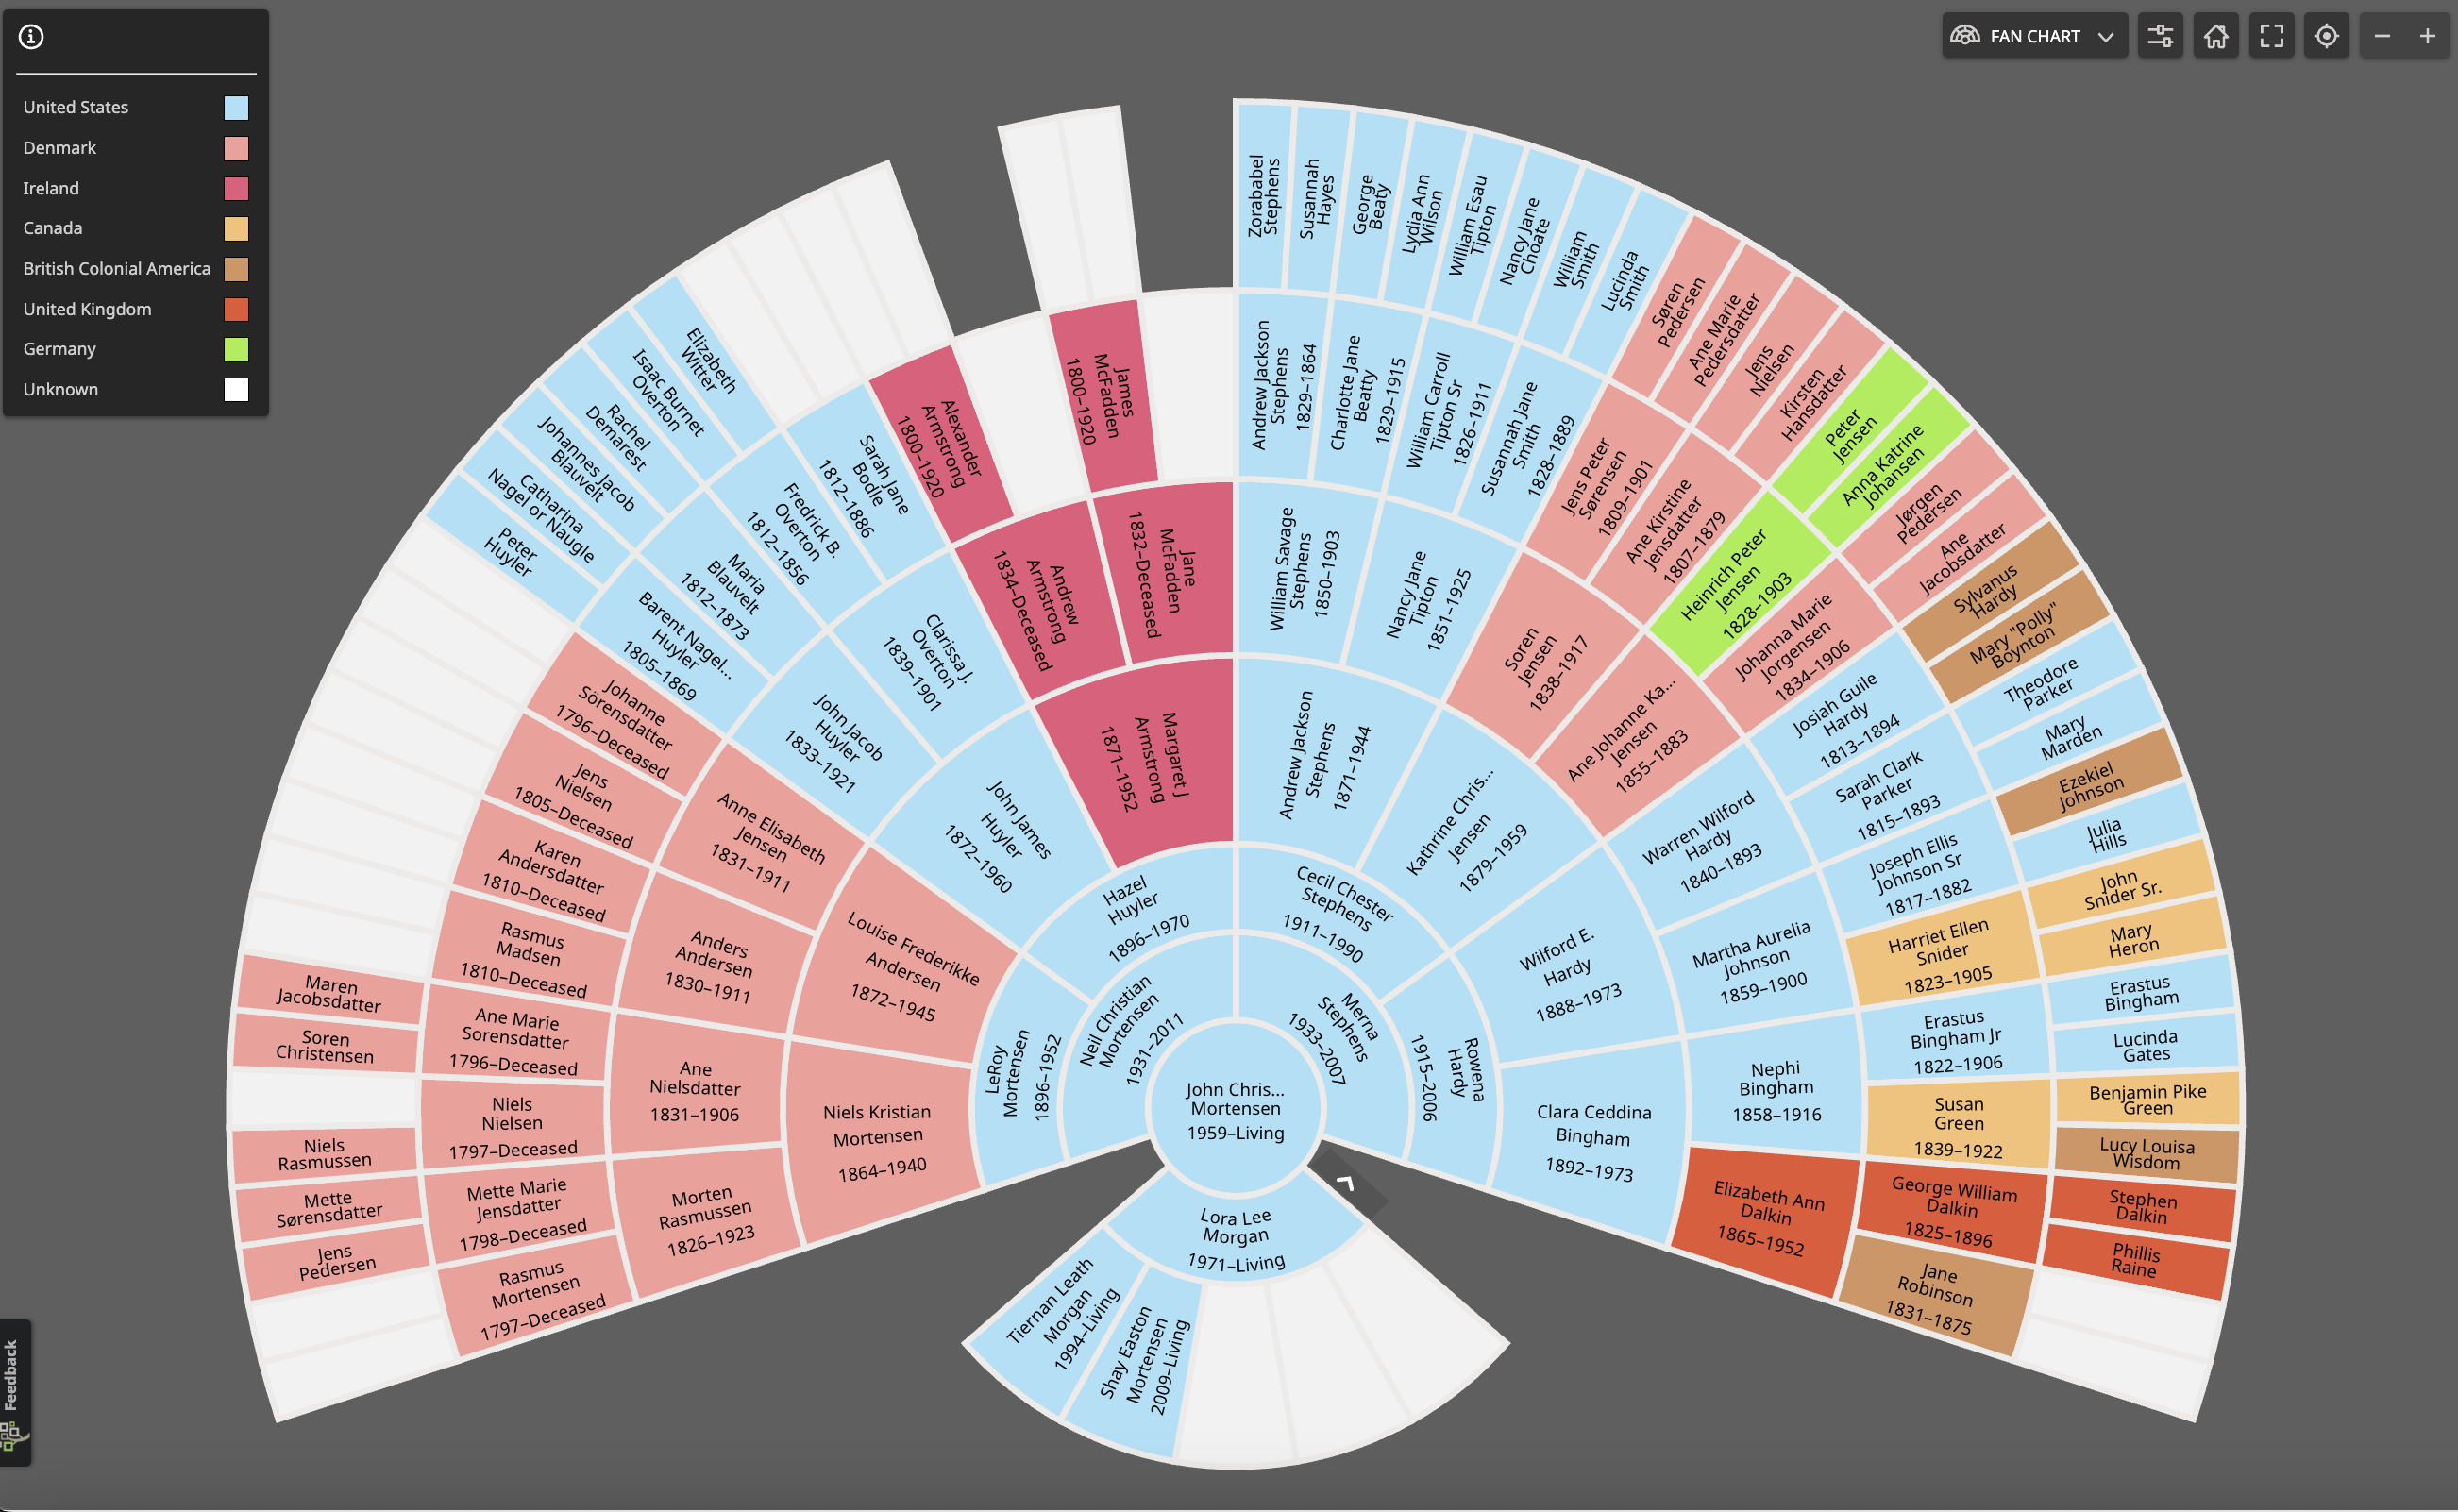 United States
Denmark
Ireland
Canada
British Colonial America
United Kingdom
Germany
Unknown
FAN CHART
Feedback
John Chris...
Mortensen
1959–Living
Neil Christian
Mortensen
1931–2011
Merna
Stephens
1933–2007
LeRoy
Mortensen
1896–1952
Hazel
Huyler
1896–1970
Cecil Chester
Stephens
1911–1990
Rowena
Hardy
1915–2006
Niels Kristian
Mortensen
1864–1940
Louise Frederikke
Andersen
1872–1945
John James
Huyler
1872–1960
Margaret J
Armstrong
1871–1952
Andrew Jackson
Stephens
1871–1944
Kathrine Chris...
Jensen
1879–1959
Wilford E.
Hardy
1888–1973
Clara Ceddina
Bingham
1892–1973
Morten
Rasmussen
1826–1923
Ane
Nielsdatter
1831–1906
Anders
Andersen
1830–1911
Anne Elisabeth
Jensen
1831–1911
John Jacob
Huyler
1833–1921
Clarissa J.
Overton
1839–1901
Andrew
Armstrong
1834–Deceased
Jane
McFadden
1832–Deceased
William Savage
Stephens
1850–1903
Nancy Jane
Tipton
1851–1925
Soren
Jensen
1838–1917
Ane Johanne Ka...
Jensen
1855–1883
Warren Wilford
Hardy
1840–1893
Martha Aurelia
Johnson
1859–1900
Nephi
Bingham
1858–1916
Elizabeth Ann
Dalkin
1865–1952
Rasmus
Mortensen
1797–Deceased
Mette Marie
Jensdatter
1798–Deceased
Niels
Nielsen
1797–Deceased
Ane Marie
Sorensdatter
1796–Deceased
Rasmus
Madsen
1810–Deceased
Karen
Andersdatter
1810–Deceased
Jens
Nielsen
1805–Deceased
Johanne
Sörensdatter
1796–Deceased
Barent Nagel...
Huyler
1805–1869
Maria
Blauvelt
1812–1873
Fredrick B.
Overton
1812–1856
Sarah Jane
Bodle
1812–1886
Alexander
Armstrong
1800–1920
James
McFadden
1800–1920
Andrew Jackson
Stephens
1829–1864
Charlotte Jane
Beatty
1829–1915
William Carroll
Tipton Sr
1826–1911
Susannah Jane
Smith
1828–1889
Jens Peter
Sørensen
1809–1901
Ane Kirstine
Jensdatter
1807–1879
Heinrich Peter
Jensen
1828–1903
Johanna Marie
Jorgensen
1834–1906
Josiah Guile
Hardy
1813–1894
Sarah Clark
Parker
1815–1893
Joseph Ellis
Johnson Sr
1817–1882
Harriet Ellen
Snider
1823–1905
Erastus
Bingham Jr
1822–1906
Susan
Green
1839–1922
George William
Dalkin
1825–1896
Jane
Robinson
1831–1875
Jens
Pedersen
Mette
Sørensdatter
Niels
Rasmussen
Soren
Christensen
Maren
Jacobsdatter
Peter
Huyler
Catharina
Nagel or Naugle
Johannes Jacob
Blauvelt
Rachel
Demarest
Isaac Burnet
Overton
Elizabeth
Witter
Zorababel
Stephens
Susannah
Hayes
George
Beaty
Lydia Ann
Wilson
William Esau
Tipton
Nancy Jane
Choate
William
Smith
Lucinda
Smith
Søren
Pedersen
Ane Marie
Pedersdatter
Jens
Nielsen
Kirsten
Hansdatter
Peter
Jensen
Anna Katrine
Johansen
Jørgen
Pedersen
Ane
Jacobsdatter
Sylvanus
Hardy
Mary "Polly"
Boynton
Theodore
Parker
Mary
Marden
Ezekiel
Johnson
Julia
Hills
John
Snider Sr.
Mary
Heron
Erastus
Bingham
Lucinda
Gates
Benjamin Pike
Green
Lucy Louisa
Wisdom
Stephen
Dalkin
Phillis
Raine
Lora Lee
Morgan
1971–Living
Tiernan Leath
Morgan
1994–Living
Shay Easton
Mortensen
2009–Living